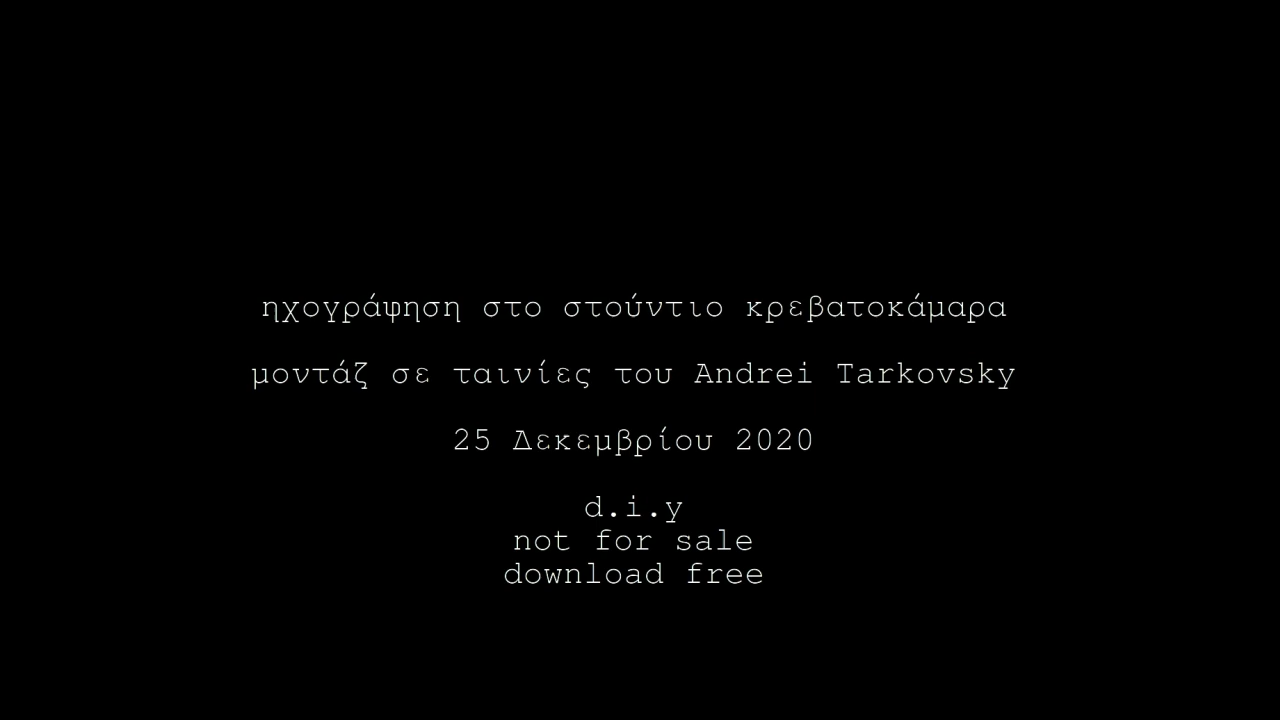 ηχογράφηση στο στούντιο κρεβατοκάμαρα
μοντάζ σε ταινίες του Andrei Tarkovsky
25 Δεκεμβρίου 2020
d.i.y
not for sale
download free